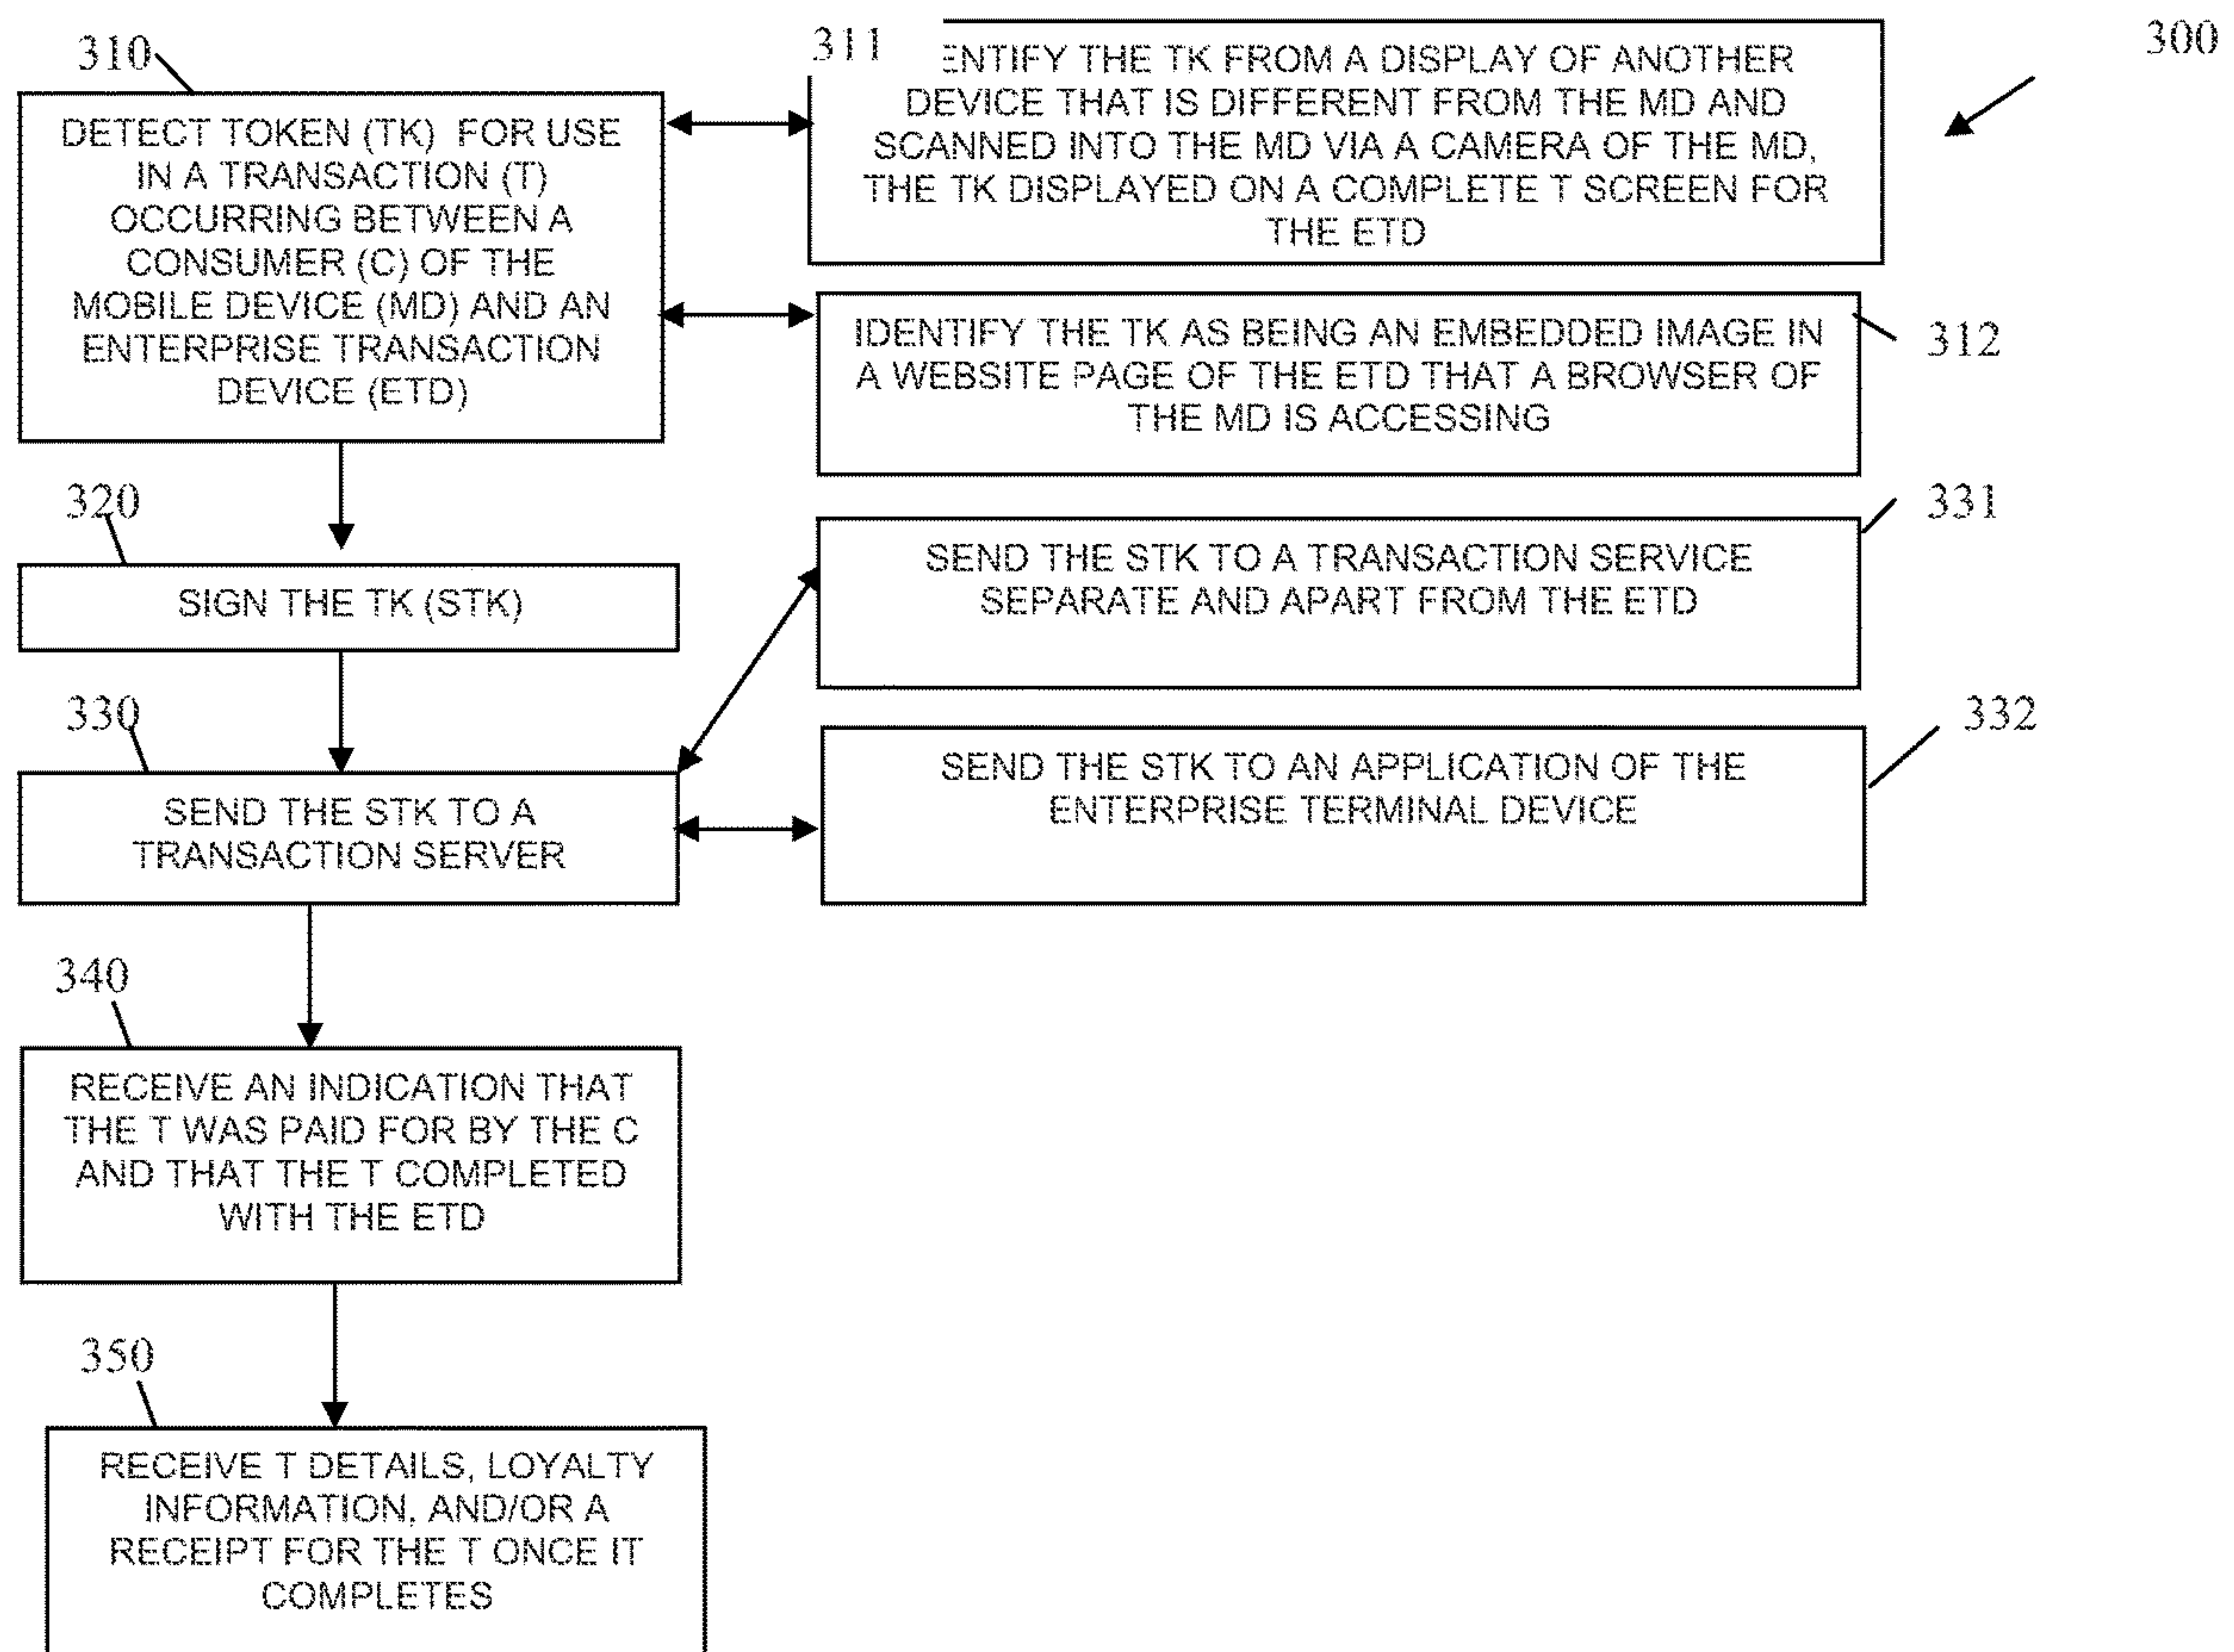 300
310
DETECT TOKEN (TK) FOR USE
IN A TRANSACTION (T)
OCCURRING BETWEEN A
CONSUMER (C) OF THE
MOBILE DEVICE (MD) AND AN
ENTERPRISE TRANSACTION
DEVICE (ETD)
311
ENTIFY THE TK FROM A DISPLAY OF ANOTHER
DEVICE THAT IS DIFFERENT FROM THE MD AND
SCANNED INTO THE MD VIA A CAMERA OF THE MD,
THE TK DISPLAYED ON A COMPLETE T SCREEN FOR
THE ETD
312
IDENTIFY THE TK AS BEING AN EMBEDDED IMAGE IN
A WEBSITE PAGE OF THE ETD THAT A BROWSER OF
THE MD IS ACCESSING
320
SIGN THE TK (STK)
330
SEND THE STK TO A
TRANSACTION SERVER
331
SEND THE STK TO A TRANSACTION SERVICE
SEPARATE AND APART FROM THE ETD
332
SEND THE STK TO AN APPLICATION OF THE
ENTERPRISE TERMINAL DEVICE
340
RECEIVE AN INDICATION THAT
THE T WAS PAID FOR BY THE C
AND THAT THE T COMPLETED
WITH THE ETD
350
RECEIVE T DETAILS, LOYALTY
INFORMATION, AND/OR A
RECEIPT FOR THE T ONCE IT
COMPLETES